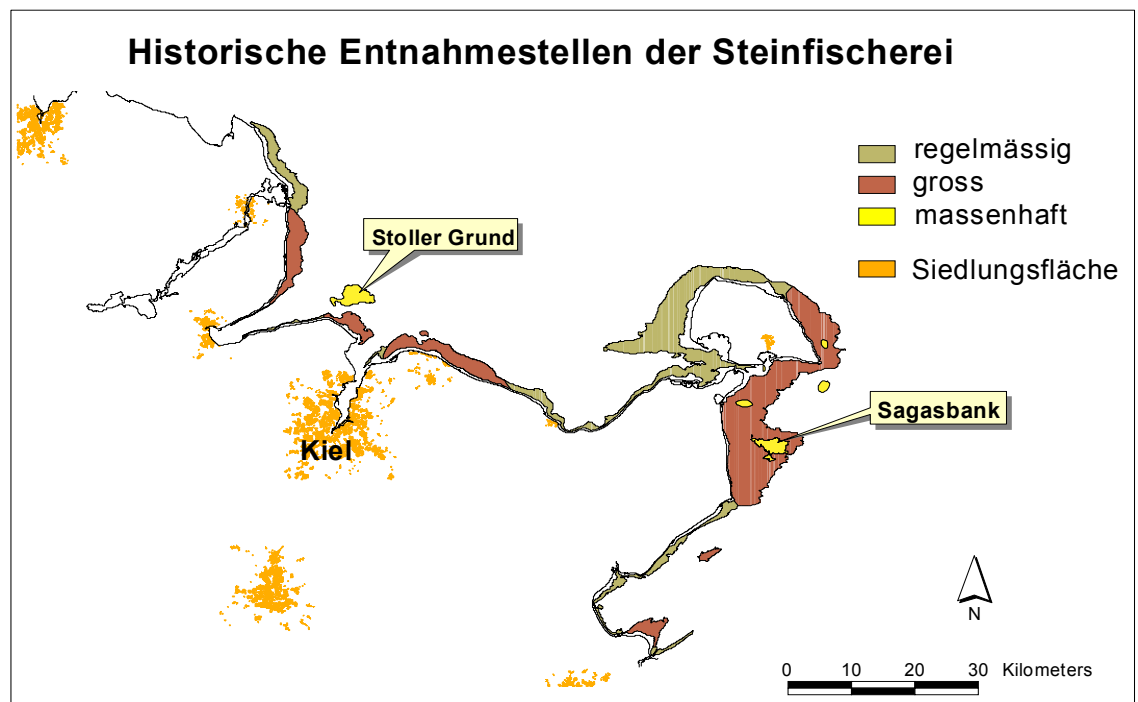 Historische Entnahmestellen der Steinfischerei
regelmässig
gross
massenhaft
Siedlungsfläche
Stoller Grund
Sagasbank
Kiel
N
0 10 20 30 Kilometers